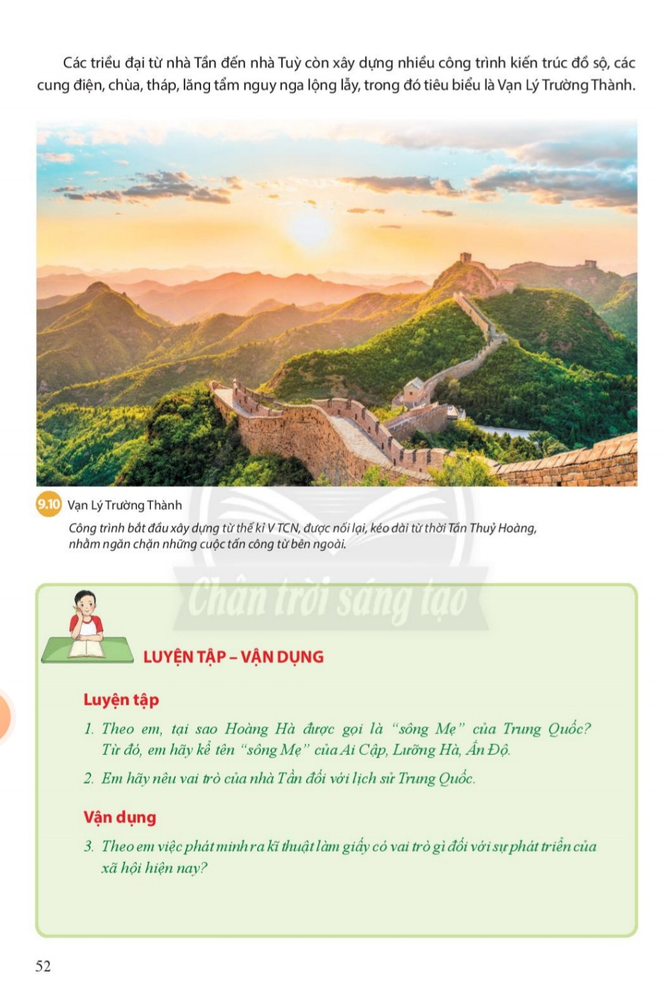 Các triều đại từ nhà Tần đến nhà Tuỳ còn xây dựng nhiều công trình kiến trúc đồ sộ, các
cung điện, chùa, tháp, lăng tẩm nguy nga lộng lẫy, trong đó tiêu biểu là Vạn Lý Trường Thành.
9.10 Vạn Lý Trường Thành
Công trình bắt đầu xây dựng từ thế kỉ V TCN, được nối lại, kéo dài từ thời Tần Thuỷ Hoàng,
nhằm ngăn chặn những cuộc tấn công từ bên ngoài.
Chân trời sáng tạo
LUYỆN TẬP – VẬN DỤNG
Luyện tập
1. Theo em, tại sao Hoàng Hà được gọi là “sông Mẹ” của Trung Quốc?
Từ đó, em hãy kể tên “sông Mẹ” của Ai Cập, Lưỡng Hà, Ấn Độ.
2. Em hãy nêu vai trò của nhà Tần đối với lịch sử Trung Quốc.
Vận dụng
3. Theo em việc phát minh ra kĩ thuật làm giấy có vai trò gì đối với sự phát triển của
xã hội hiện nay?
52